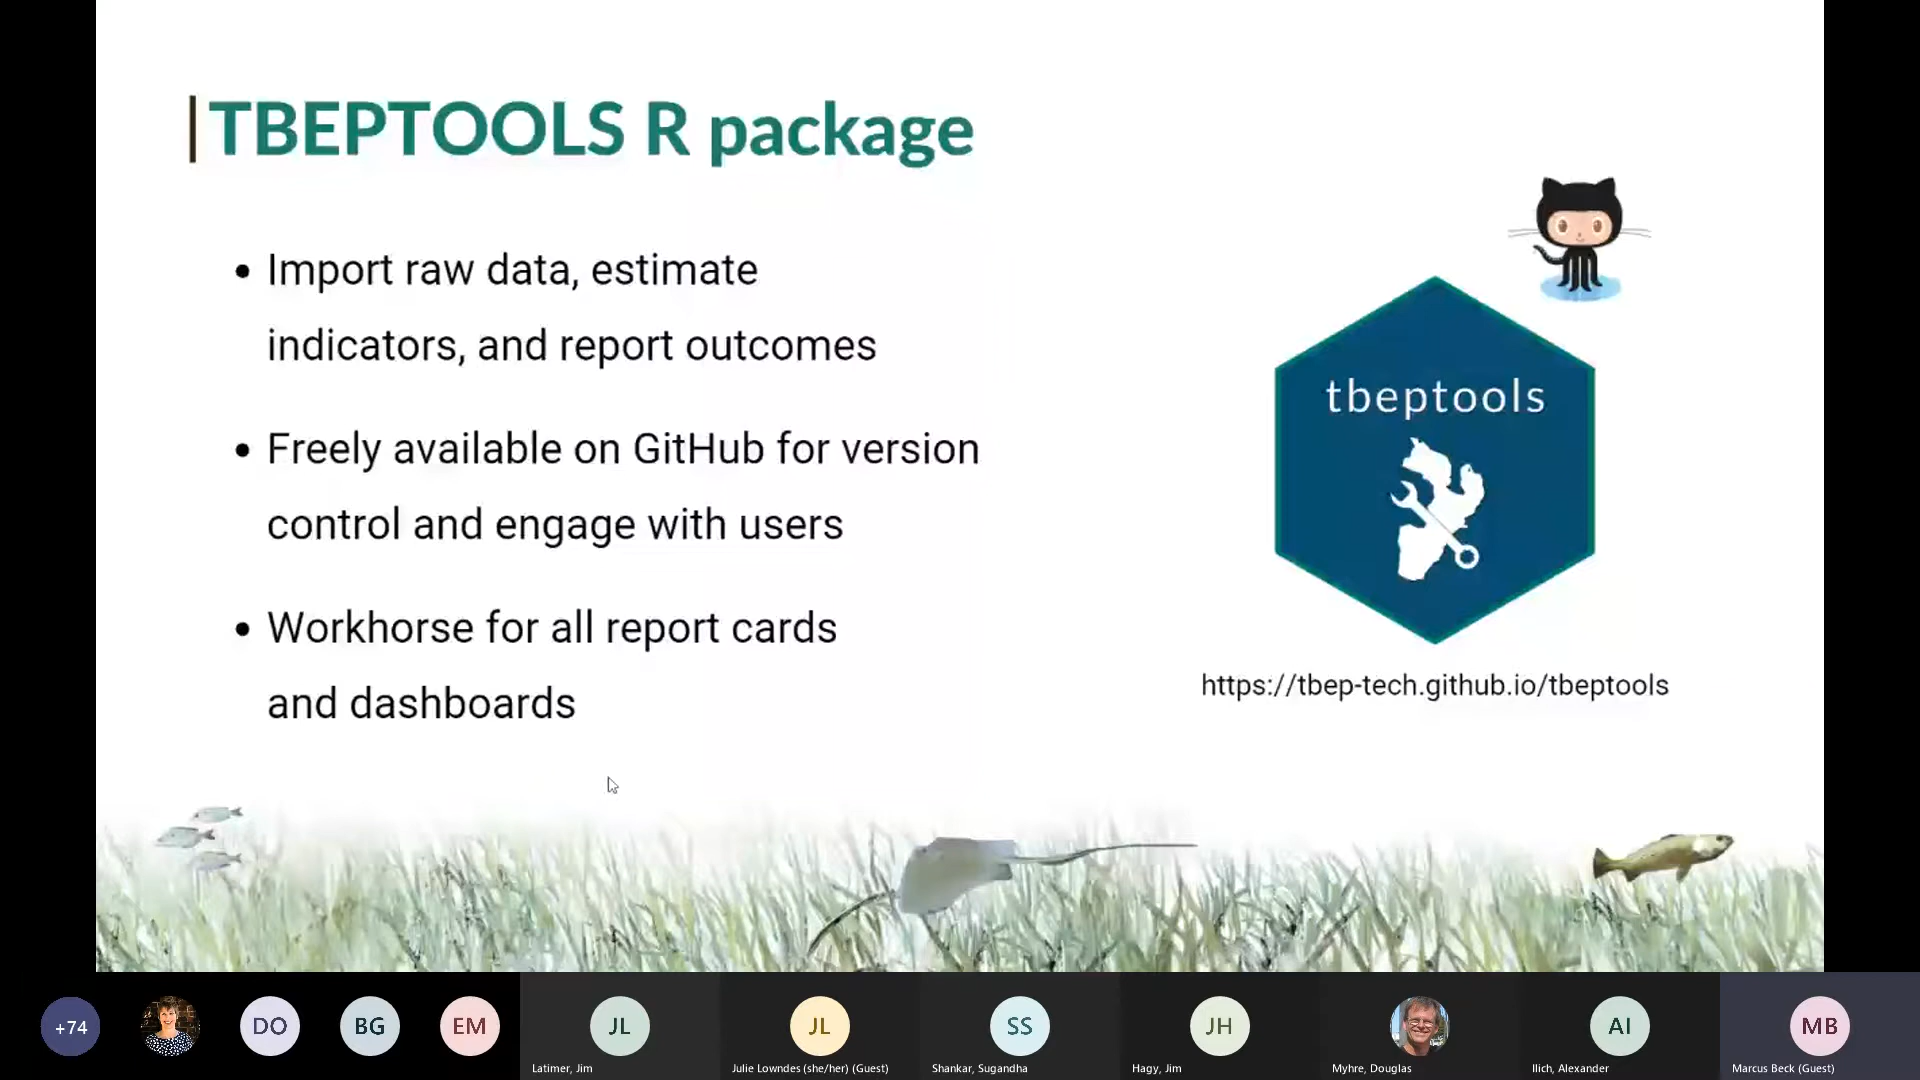 TBEPTOOLS R package
• Import raw data, estimate
indicators, and report outcomes
• Freely available on GitHub for version
control and engage with users
• Workhorse for all report cards
and dashboards
tbeptools
https://tbep-tech.github.io/tbeptools
+74
DO
BG
EM
JL
Latimer, Jim
JL
Julie Lowndes (she/her) (Guest)
SS
Shankar, Sugandha
JH
Hagy, Jim
Myhre, Douglas
AI
Ilich, Alexander
MB
Marcus Beck (Guest)